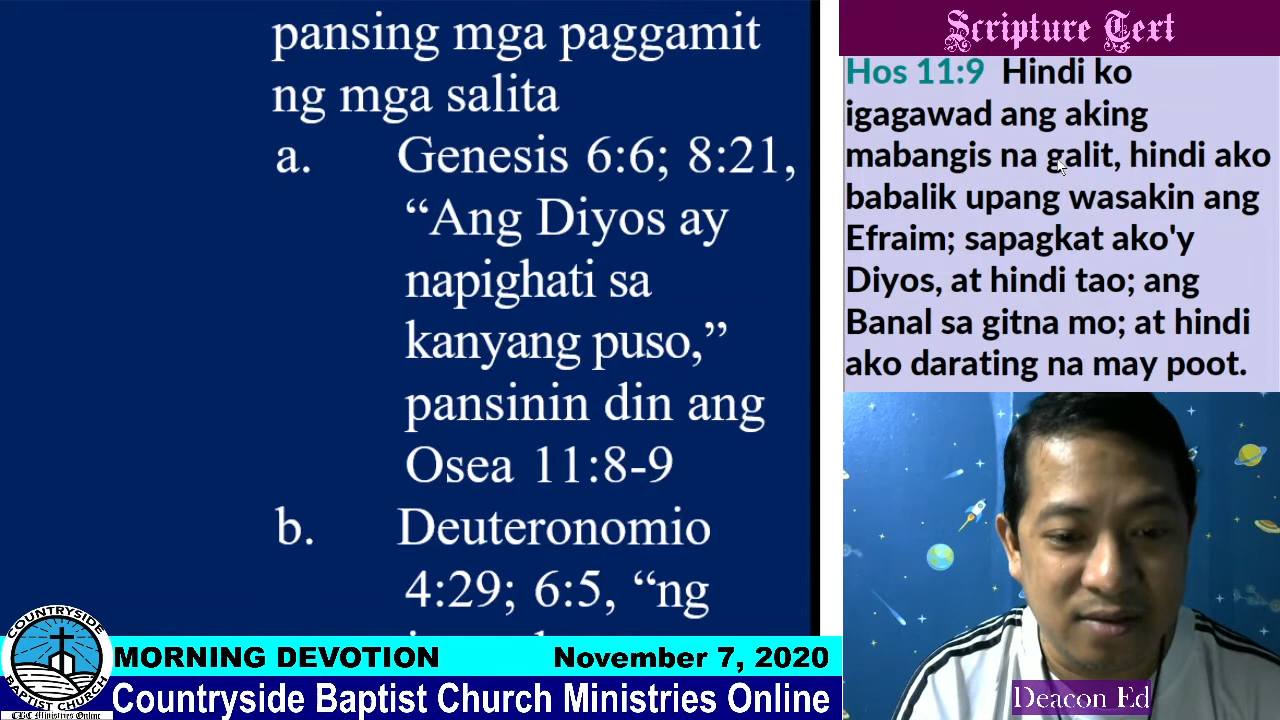 pansing mga paggamit
ng mga salita
a. Genesis 6:6; 8:21,
“Ang Diyos ay
napighati sa
kanyang puso,”
pansinin din ang
Osea 11:8-9
b. Deuteronomio
4:29; 6:5, “ng
Scripture Text
Hos 11:9 Hindi ko
igagawad ang aking
mabangis na galit, hindi ako
babalik upang wasakin ang
Efraim; sapagkat ako'y
Diyos, at hindi tao; ang
Banal sa gitna mo; at hindi
ako darating na may poot.
COUNTRYSIDE
BAPTIST CHURCH
CBC Ministries Online
MORNING DEVOTION November 7, 2020
Countryside Baptist Church Ministries Online
Deacon Ed